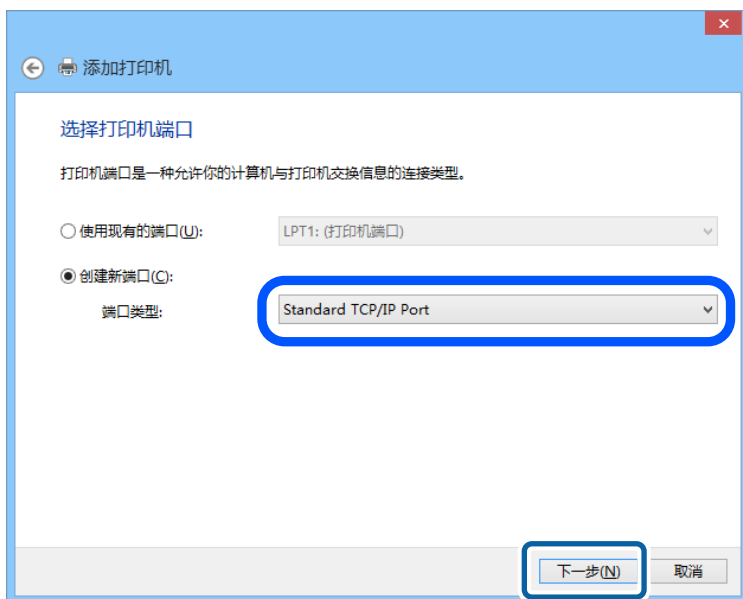 添加打印机
选择打印机端口
打印机端口是一种允许你的计算机与打印机交换信息的连接类型。
使用现有的端口(U): LPT1: (打印机端口)
创建新端口(C):
端口类型: Standard TCP/IP Port
下一步(N) 取消